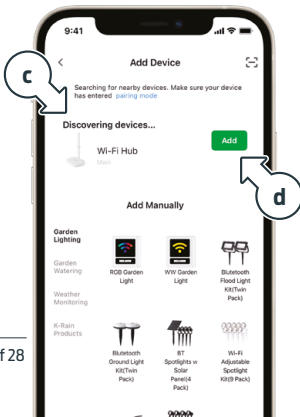 9:41
Add Device
Searching for nearby devices. Make sure your device
has entered pairing mode
c
Discovering devices...
Wi-Fi Hub
Main
Add
d
Add Manually
Garden
Lighting
Garden
Watering
Weather
Monitoring
K-Rain
Products
RGB Garden
Light
WW Garden
Light
Blutetooth
Flood Light
Kit(Twin
Pack)
Blutetooth
Ground Light
Kit(Twin
Pack)
BT
Spotlights w
Solar
Panel(4
Pack)
Wi-Fi
Adjustable
Spotlight
Kit(9 Pack)
f 28